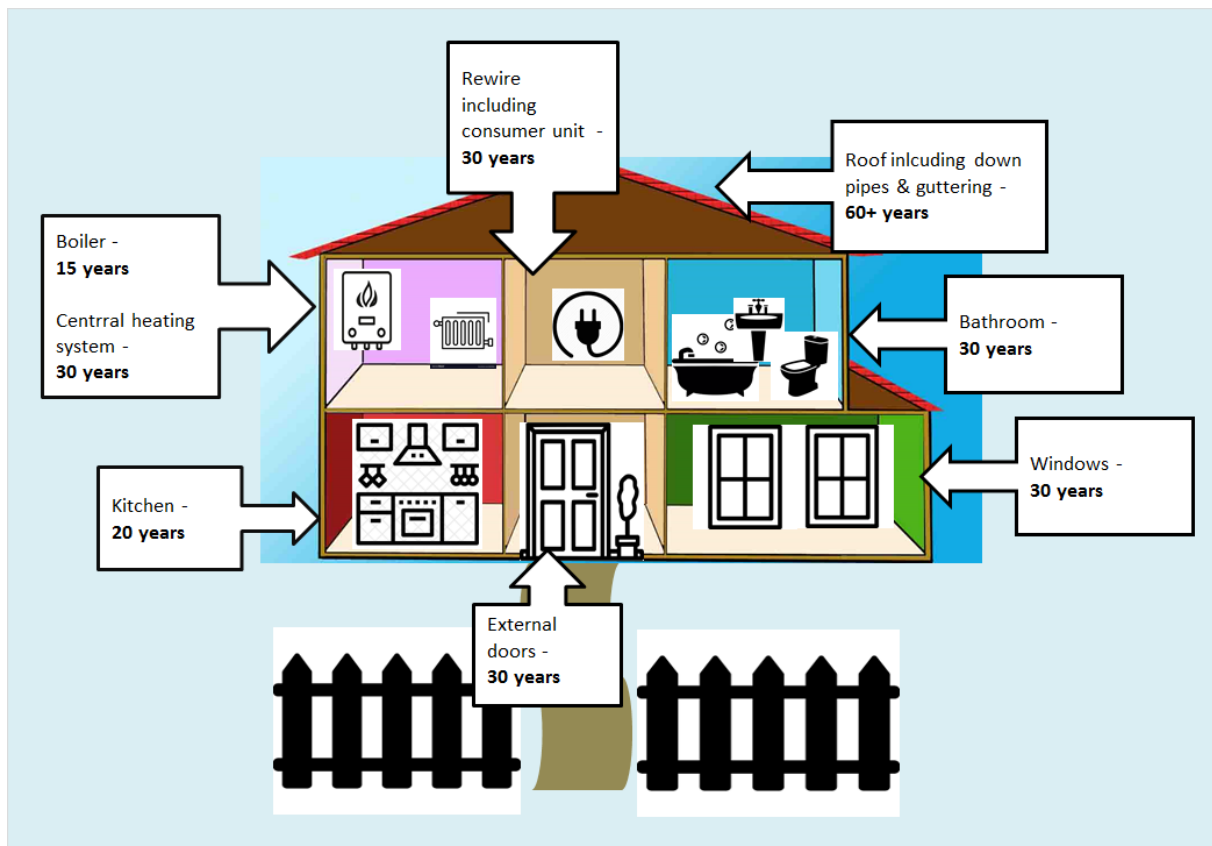 Rewire
including
consumer unit -
30 years
Roof inlcuding down
pipes & guttering -
60+ years
Boiler -
15 years
Centrral heating
system -
30 years
Bathroom -
30 years
Windows -
30 years
Kitchen -
20 years
External
doors -
30 years